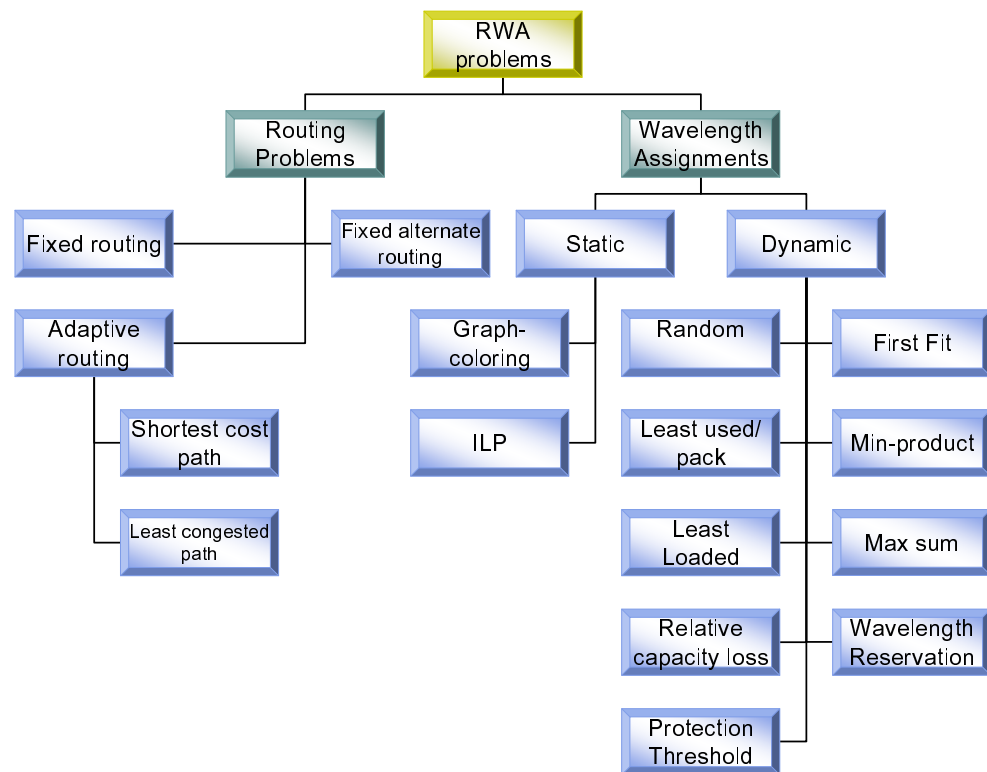 RWA
problems
Routing
Problems
Wavelength
Assignments
Fixed routing
Fixed alternate
routing
Static
Dynamic
Adaptive
routing
Graph-
coloring
Random
First Fit
Shortest cost
path
ILP
Least used/
pack
Min-product
Least congested
path
Least
Loaded
Max sum
Relative
capacity loss
Wavelength
Reservation
Protection
Threshold